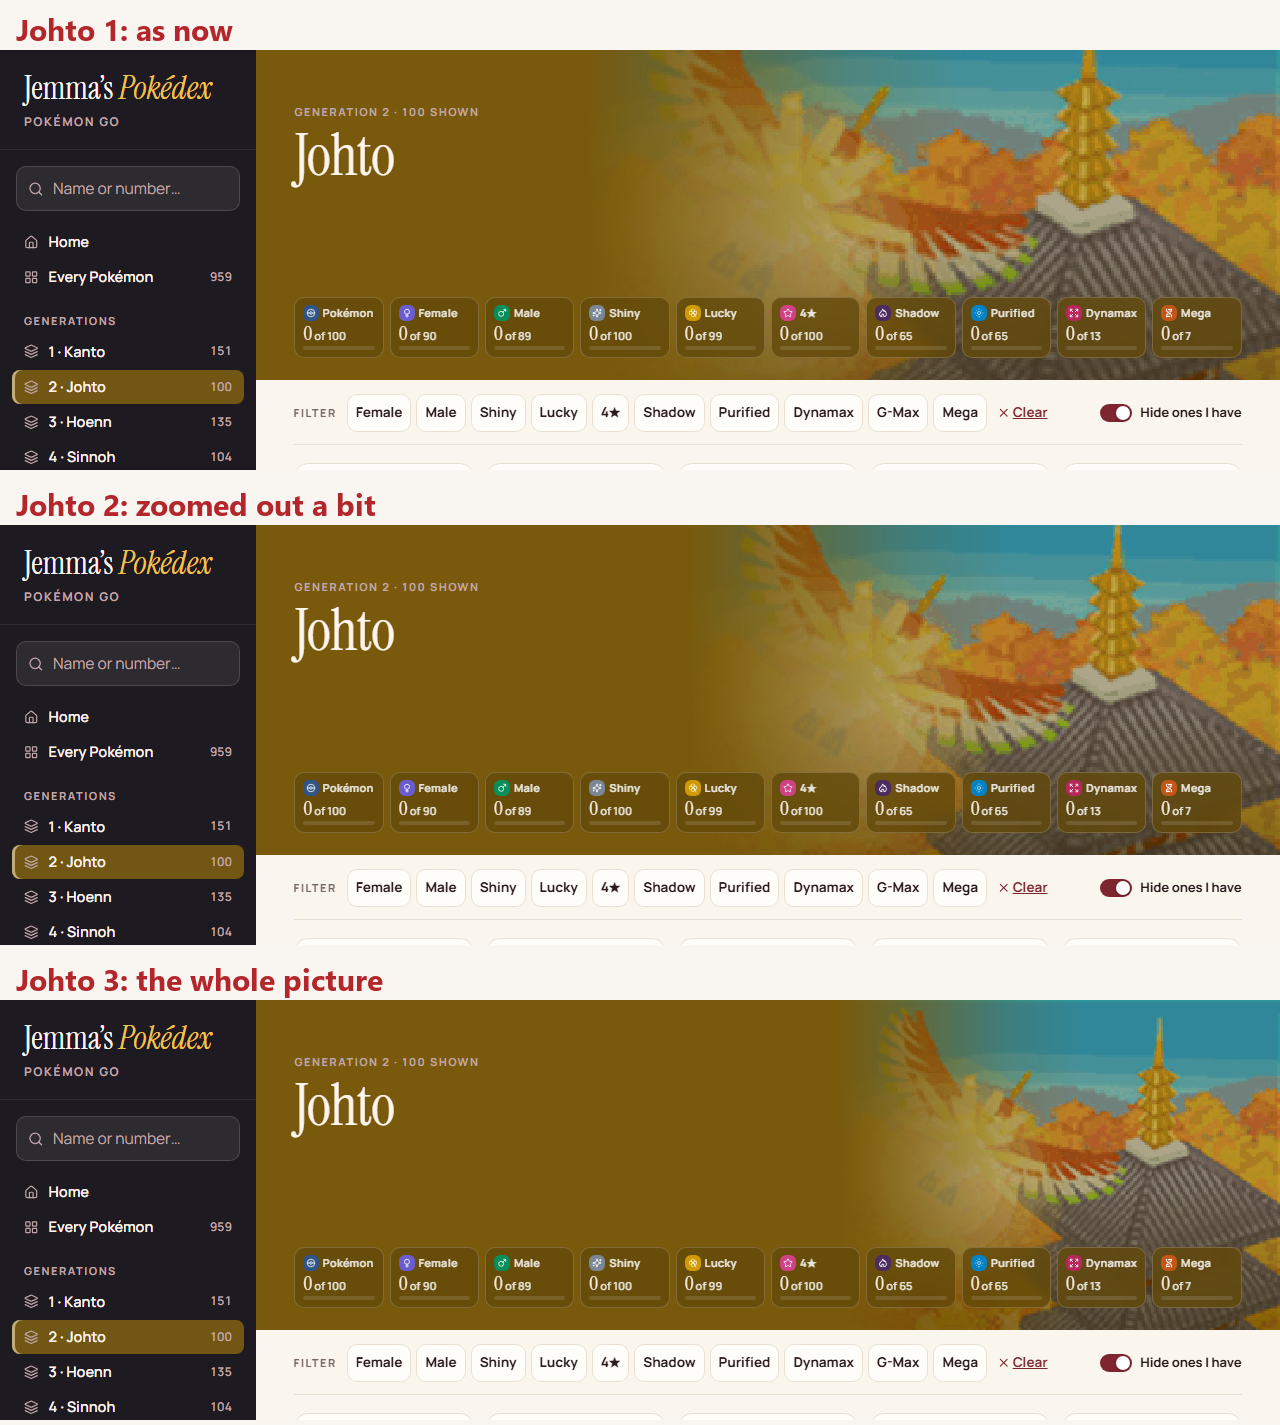 Johto 1: as now
Jemma's Pokédex
POKÉMON GO
Name or number...
Home
Every Pokémon 959
GENERATIONS
1 · Kanto 151
2 · Johto 100
3 · Hoenn 135
4 · Sinnoh 104
GENERATION 2 · 100 SHOWN
Johto
Pokémon Female Male Shiny Lucky 4★ Shadow Purified Dynamax Mega
0 of 100 0 of 90 0 of 89 0 of 100 0 of 99 0 of 100 0 of 65 0 of 65 0 of 13 0 of 7
FILTER Female Male Shiny Lucky 4★ Shadow Purified Dynamax G-Max Mega × Clear Hide ones I have
Johto 2: zoomed out a bit
Jemma's Pokédex
POKÉMON GO
Name or number...
Home
Every Pokémon 959
GENERATIONS
1 · Kanto 151
2 · Johto 100
3 · Hoenn 135
4 · Sinnoh 104
GENERATION 2 · 100 SHOWN
Johto
Pokémon Female Male Shiny Lucky 4★ Shadow Purified Dynamax Mega
0 of 100 0 of 90 0 of 89 0 of 100 0 of 99 0 of 100 0 of 65 0 of 65 0 of 13 0 of 7
FILTER Female Male Shiny Lucky 4★ Shadow Purified Dynamax G-Max Mega × Clear Hide ones I have
Johto 3: the whole picture
Jemma's Pokédex
POKÉMON GO
Name or number...
Home
Every Pokémon 959
GENERATIONS
1 · Kanto 151
2 · Johto 100
3 · Hoenn 135
4 · Sinnoh 104
GENERATION 2 · 100 SHOWN
Johto
Pokémon Female Male Shiny Lucky 4★ Shadow Purified Dynamax Mega
0 of 100 0 of 90 0 of 89 0 of 100 0 of 99 0 of 100 0 of 65 0 of 65 0 of 13 0 of 7
FILTER Female Male Shiny Lucky 4★ Shadow Purified Dynamax G-Max Mega × Clear Hide ones I have